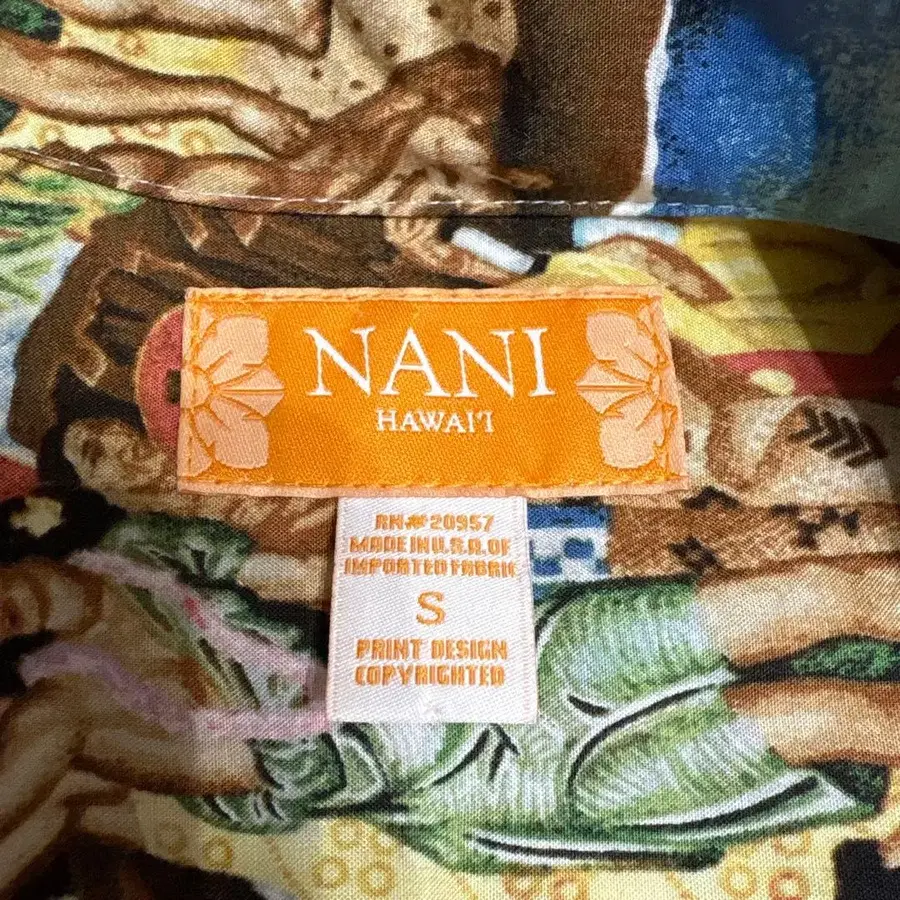 NANI
HAWAI'I
RN#20957
MADE IN U.S.A. OF
IMPORTED FABRIC
S
PRINT DESIGN
COPYRIGHTED